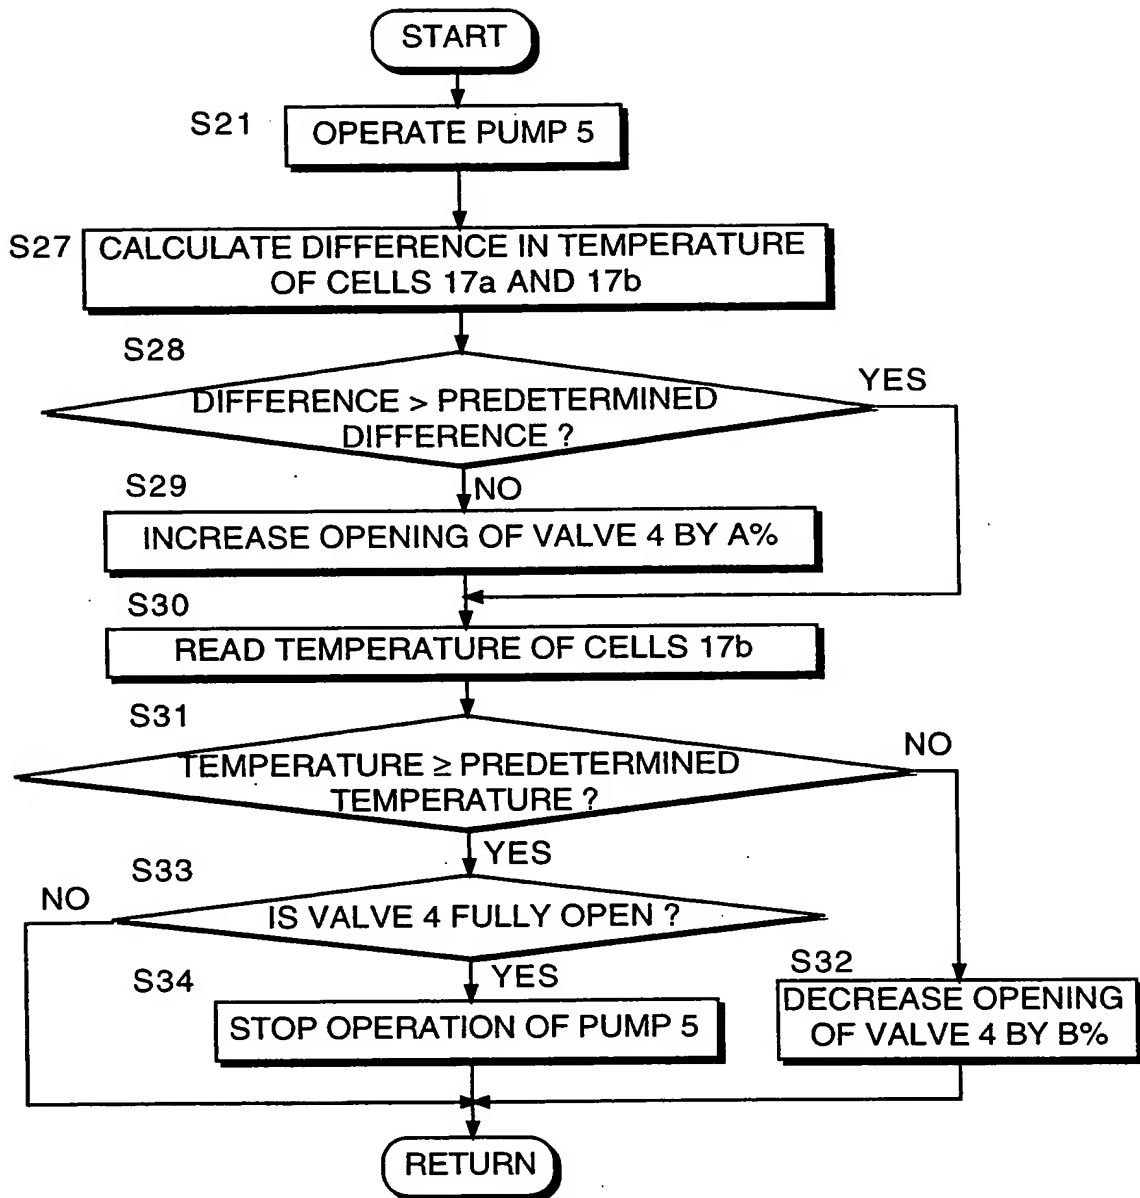 START
S21
OPERATE PUMP 5
S27
CALCULATE DIFFERENCE IN TEMPERATURE
OF CELLS 17a AND 17b
S28
DIFFERENCE > PREDETERMINED
DIFFERENCE ?
YES
NO
S29
INCREASE OPENING OF VALVE 4 BY A%
S30
READ TEMPERATURE OF CELLS 17b
S31
TEMPERATURE ≥ PREDETERMINED
TEMPERATURE ?
NO
YES
S33
NO
IS VALVE 4 FULLY OPEN ?
YES
S34
STOP OPERATION OF PUMP 5
S32
DECREASE OPENING
OF VALVE 4 BY B%
RETURN